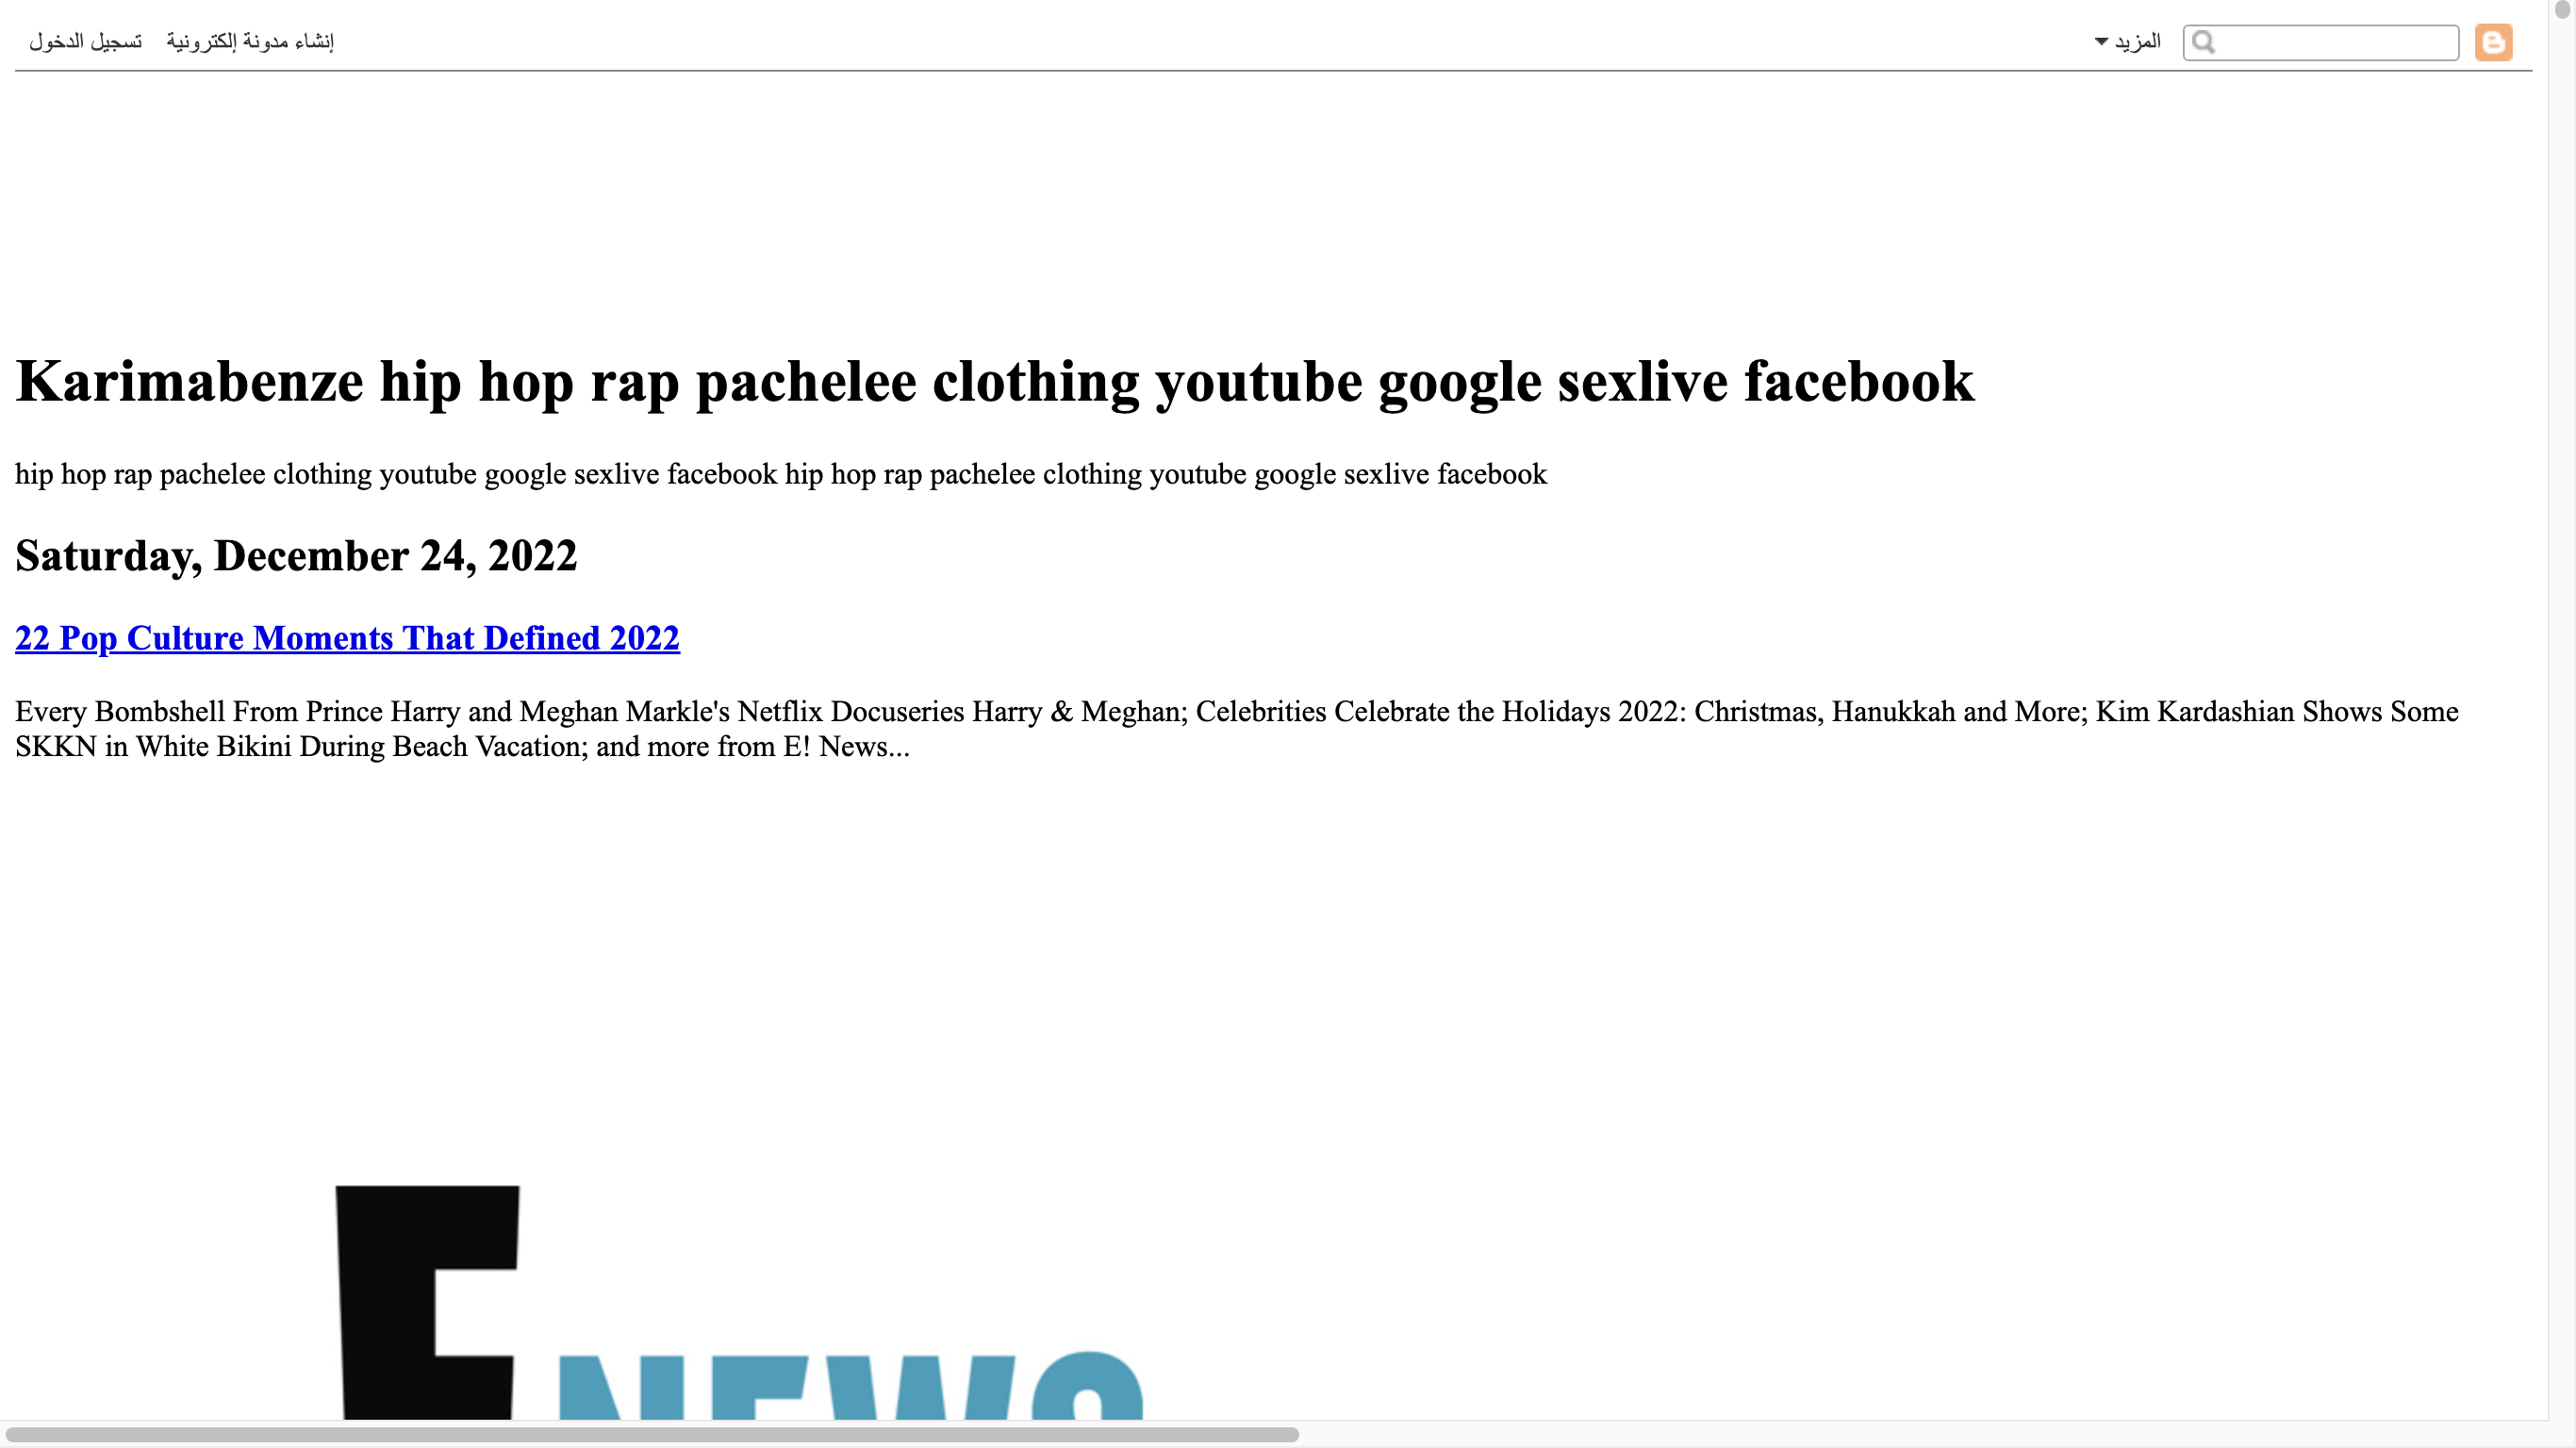 تسجيل الدخول إنشاء مدونة إلكترونية المزيد
Karimabenze hip hop rap pachelee clothing youtube google sexlive facebook
hip hop rap pachelee clothing youtube google sexlive facebook hip hop rap pachelee clothing youtube google sexlive facebook
Saturday, December 24, 2022
22 Pop Culture Moments That Defined 2022
Every Bombshell From Prince Harry and Meghan Markle's Netflix Docuseries Harry & Meghan; Celebrities Celebrate the Holidays 2022: Christmas, Hanukkah and More; Kim Kardashian Shows Some
SKKN in White Bikini During Beach Vacation; and more from E! News...
E NEWS